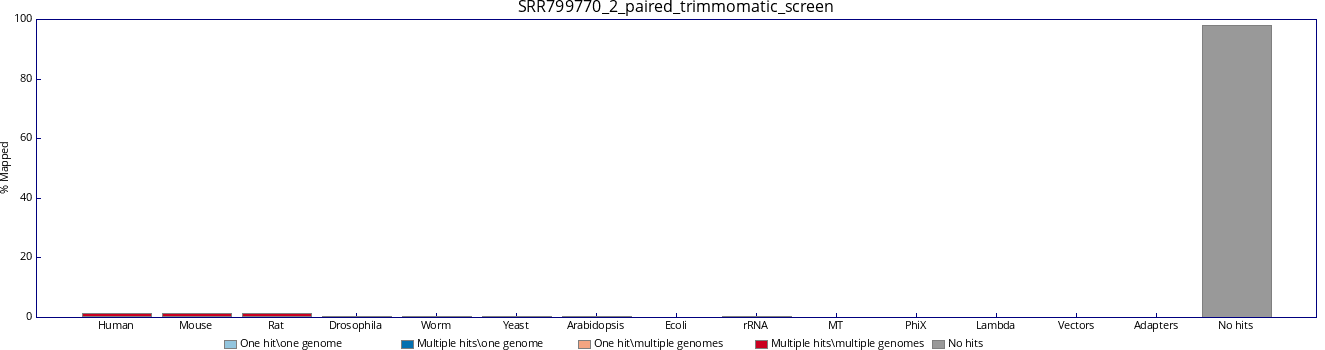 SRR799770_2_paired_trimmomatic_screen
% Mapped
100
80
60
40
20
0
Human Mouse Rat Drosophila Worm Yeast Arabidopsis Ecoli rRNA MT PhiX Lambda Vectors Adapters No hits
One hit\one genome Multiple hits\one genome One hit\multiple genomes Multiple hits\multiple genomes No hits